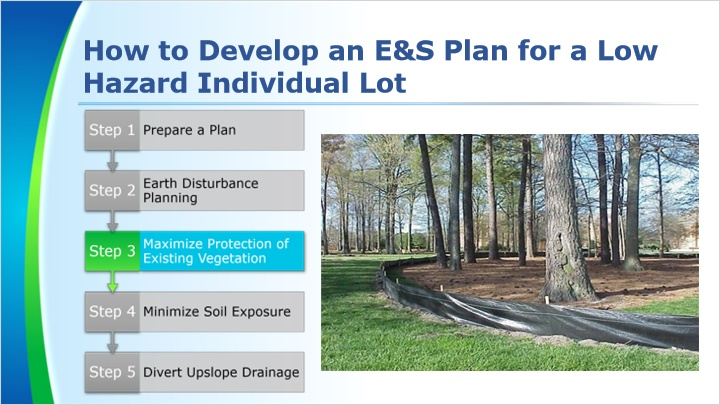 How to Develop an E&S Plan for a Low
Hazard Individual Lot
Step 1 Prepare a Plan
Step 2 Earth Disturbance
Planning
Step 3 Maximize Protection of
Existing Vegetation
Step 4 Minimize Soil Exposure
Step 5 Divert Upslope Drainage